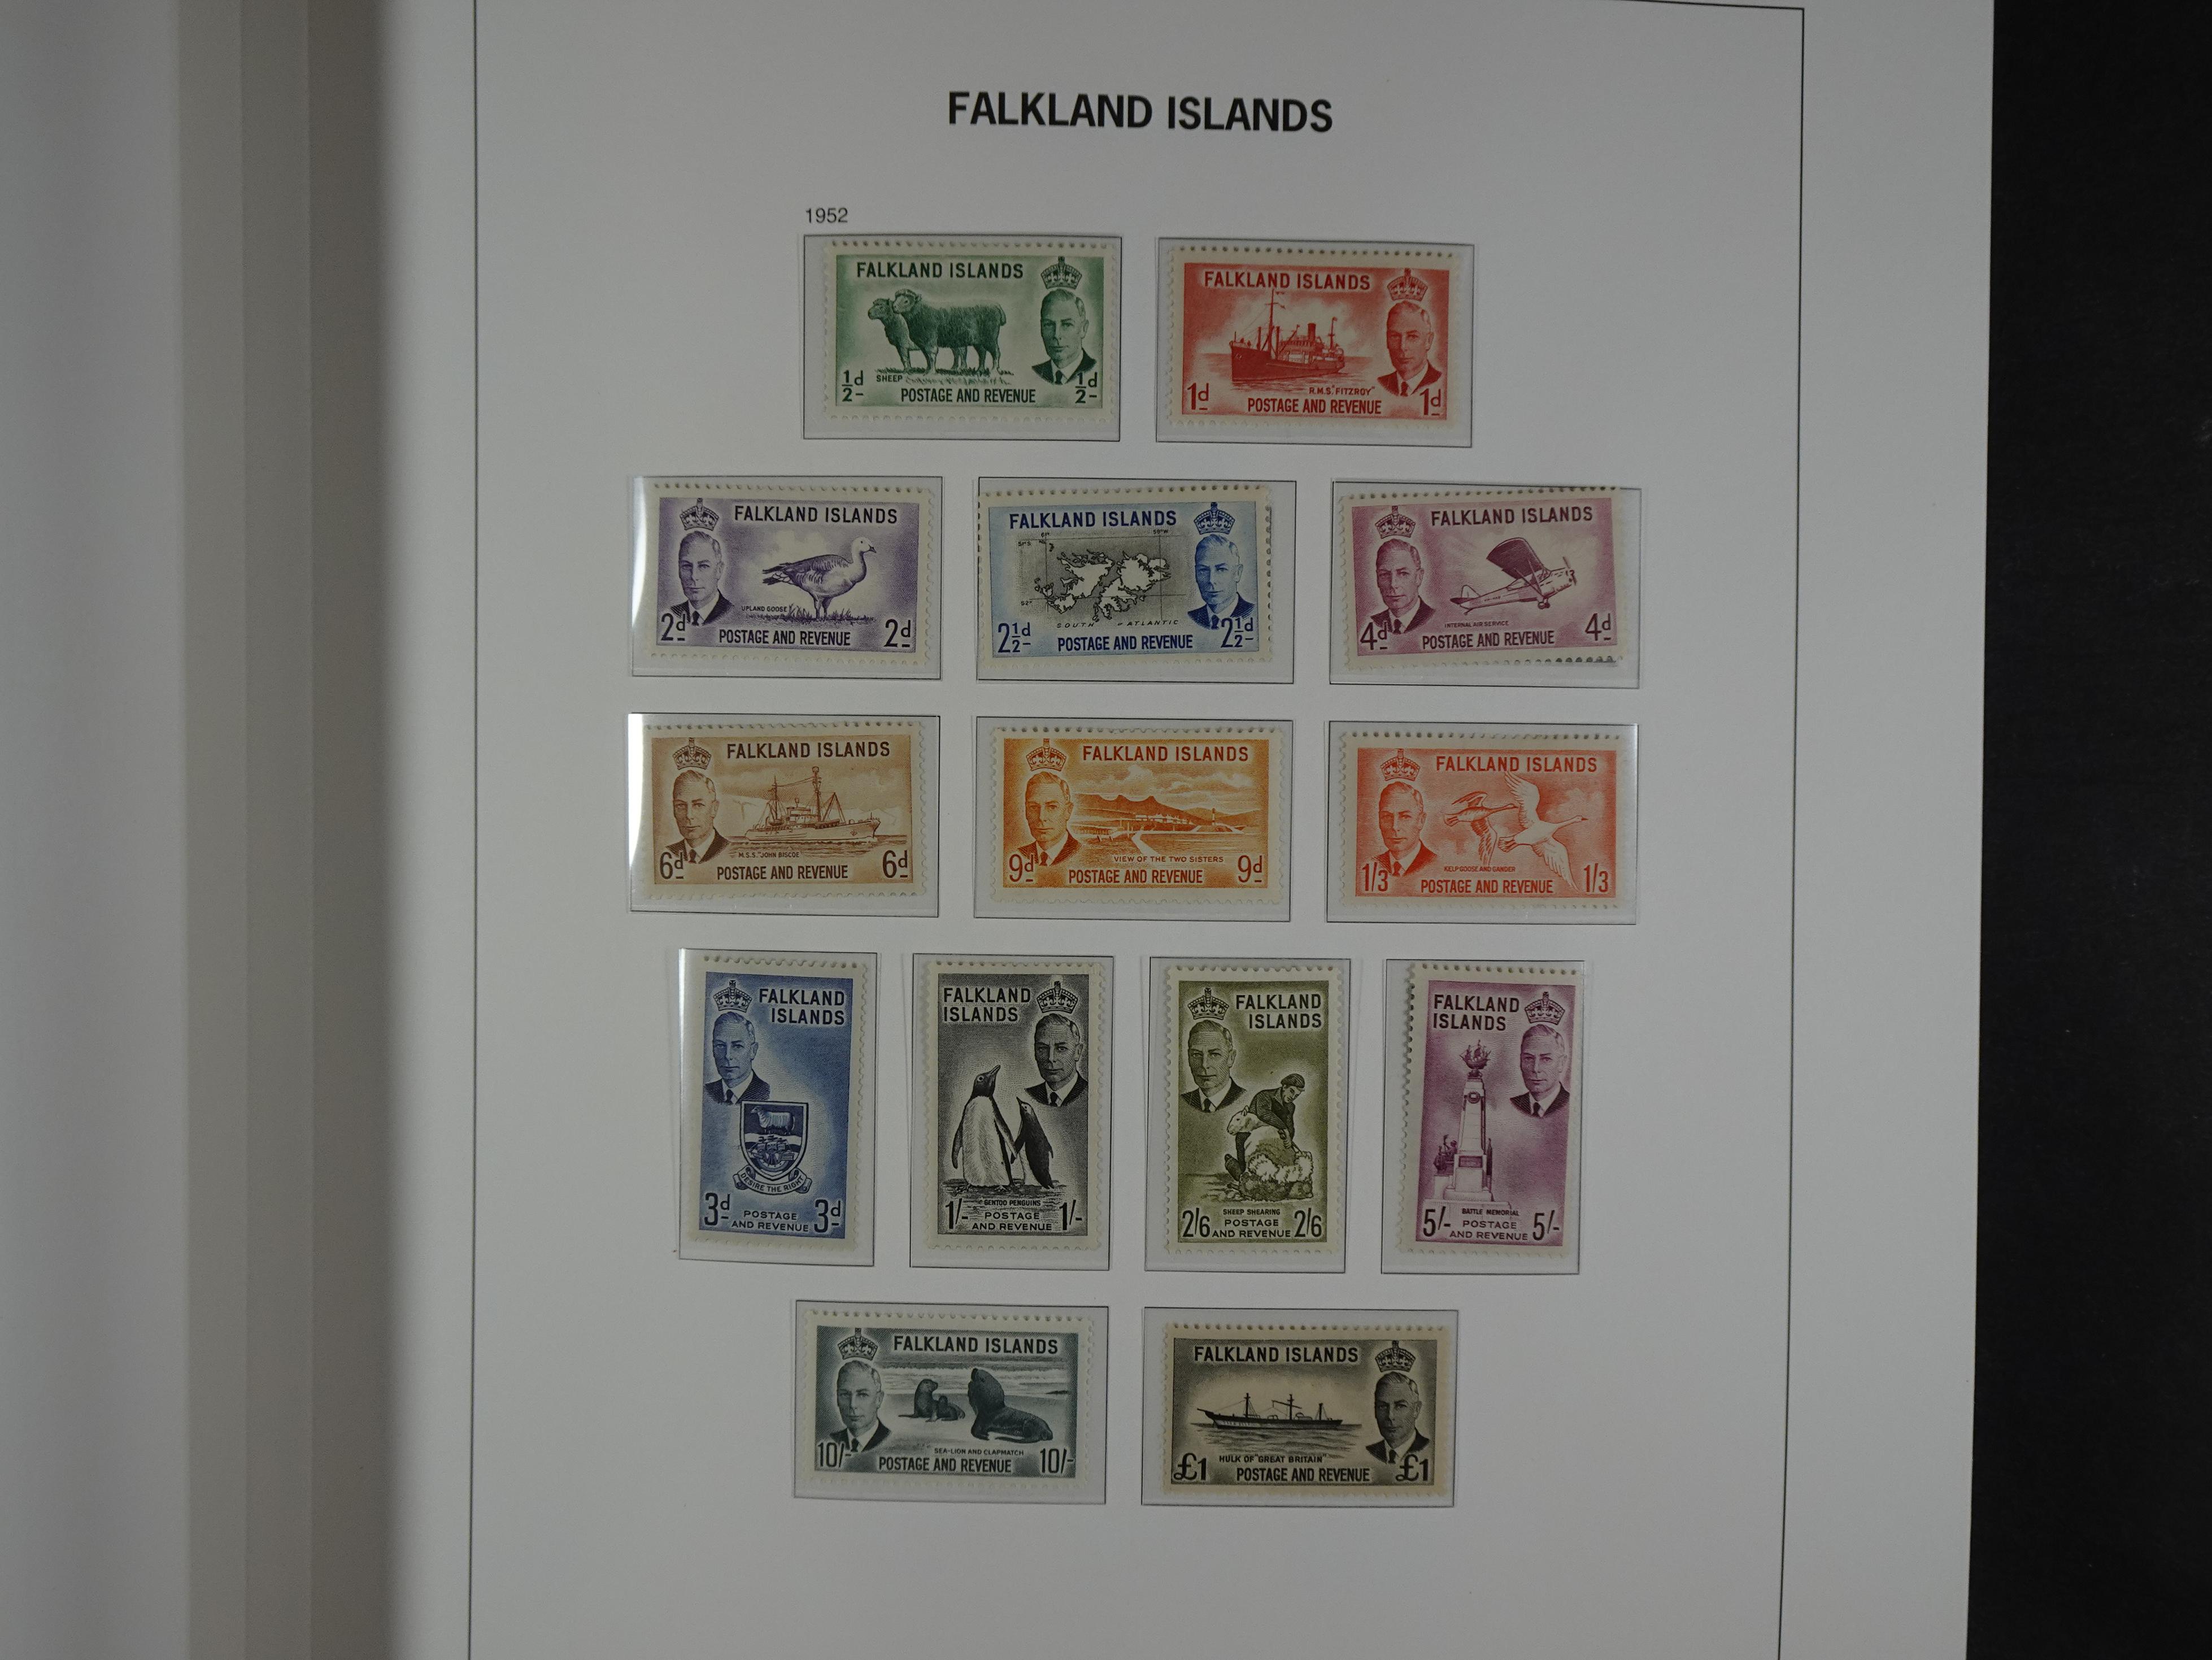 FALKLAND ISLANDS
1952
FALKLAND ISLANDS
SHEEP
½d ½d
POSTAGE AND REVENUE
FALKLAND ISLANDS
R.M.S. "FITZROY"
1d 1d
POSTAGE AND REVENUE
FALKLAND ISLANDS
UPLAND GOOSE
2d 2d
POSTAGE AND REVENUE
FALKLAND ISLANDS
SOUTH ATLANTIC
2½d 2½d
POSTAGE AND REVENUE
FALKLAND ISLANDS
INTERNAL AIR SERVICE
4d 4d
POSTAGE AND REVENUE
FALKLAND ISLANDS
M.S.S. "JOHN BISCOE"
6d 6d
POSTAGE AND REVENUE
FALKLAND ISLANDS
VIEW OF THE TWO SISTERS
9d 9d
POSTAGE AND REVENUE
FALKLAND ISLANDS
KELP GOOSE AND GANDER
1/3 POSTAGE AND REVENUE 1/3
FALKLAND
ISLANDS
DESIRE THE RIGHT
3d 3d
POSTAGE
AND REVENUE
FALKLAND
ISLANDS
GENTOO PENGUINS
1/- POSTAGE 1/-
AND REVENUE
FALKLAND
ISLANDS
SHEEP SHEARING
2/6 POSTAGE 2/6
AND REVENUE
FALKLAND
ISLANDS
BATTLE MEMORIAL
5/- POSTAGE 5/-
AND REVENUE
FALKLAND ISLANDS
SEA-LION AND CLAPMATCH
10/- POSTAGE AND REVENUE 10/-
FALKLAND ISLANDS
HULK OF "GREAT BRITAIN"
£1 POSTAGE AND REVENUE £1